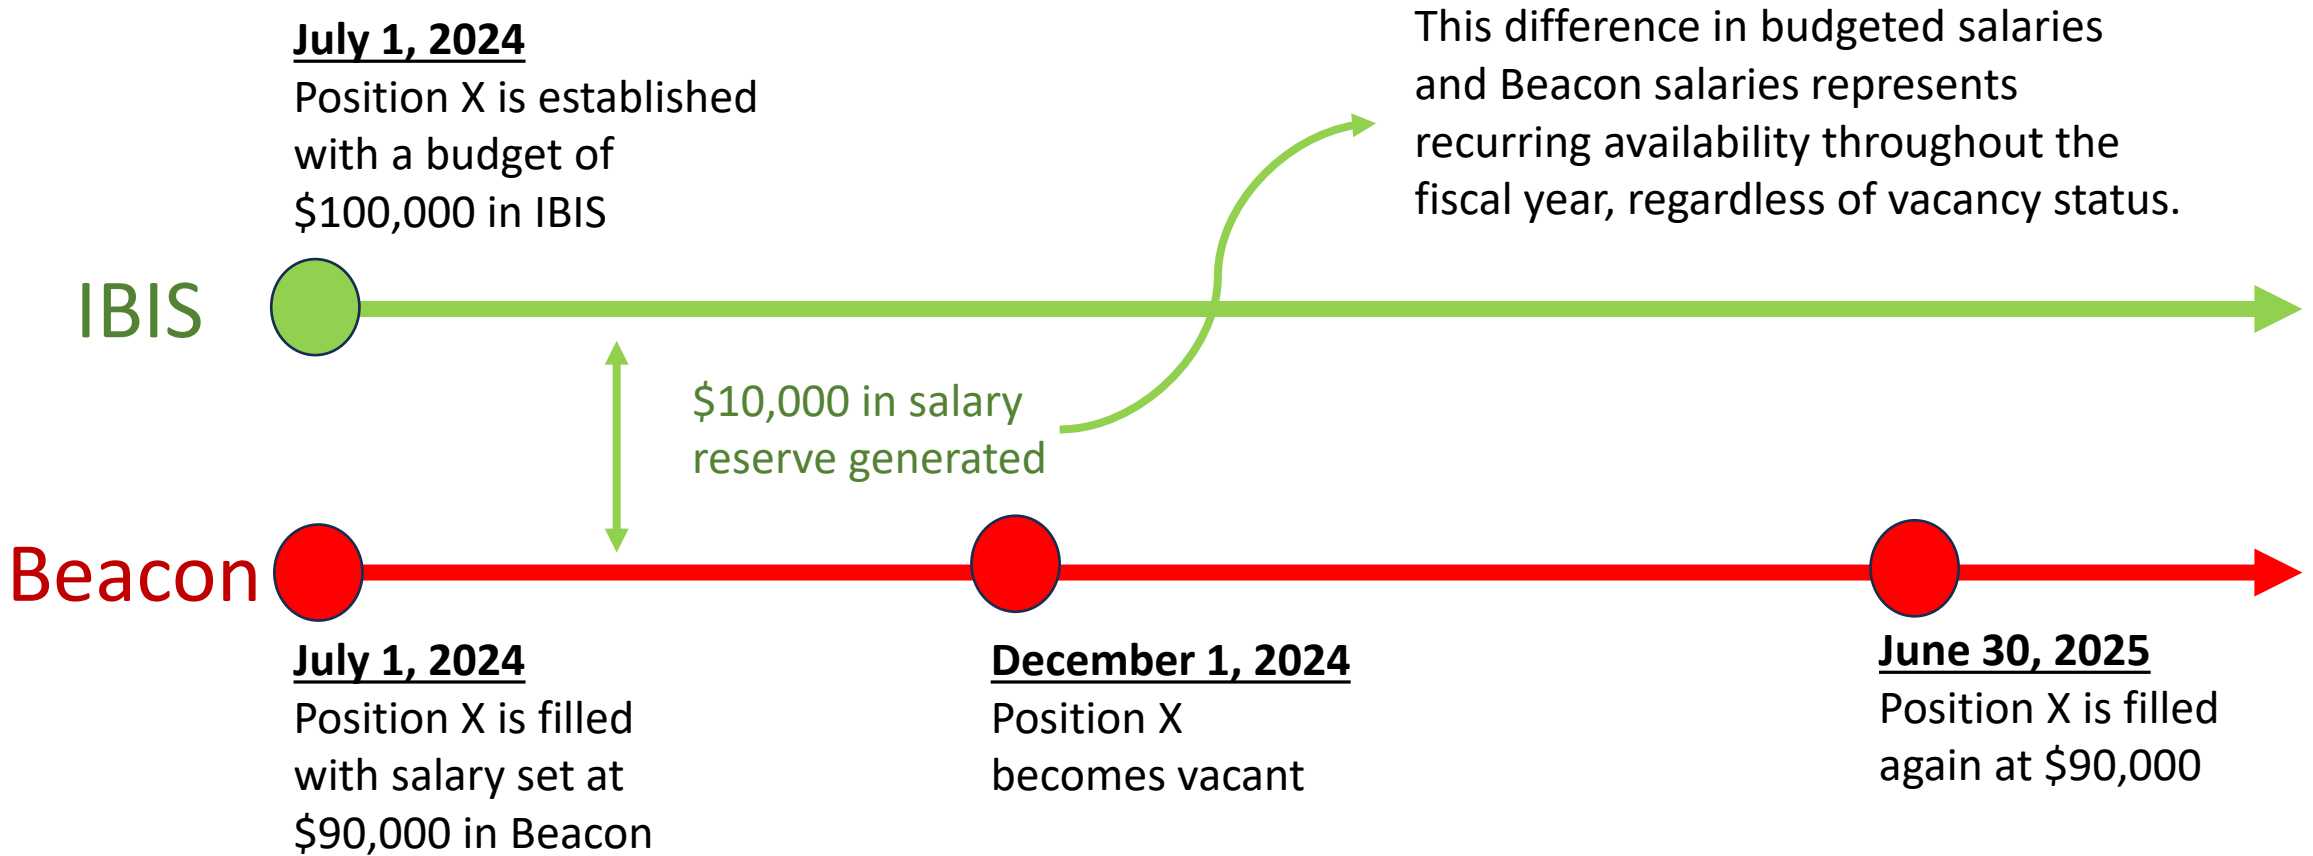 July 1, 2024
Position X is established
with a budget of
$100,000 in IBIS
This difference in budgeted salaries
and Beacon salaries represents
recurring availability throughout the
fiscal year, regardless of vacancy status.
IBIS
$10,000 in salary
reserve generated
Beacon
July 1, 2024
Position X is filled
with salary set at
$90,000 in Beacon
December 1, 2024
Position X
becomes vacant
June 30, 2025
Position X is filled
again at $90,000